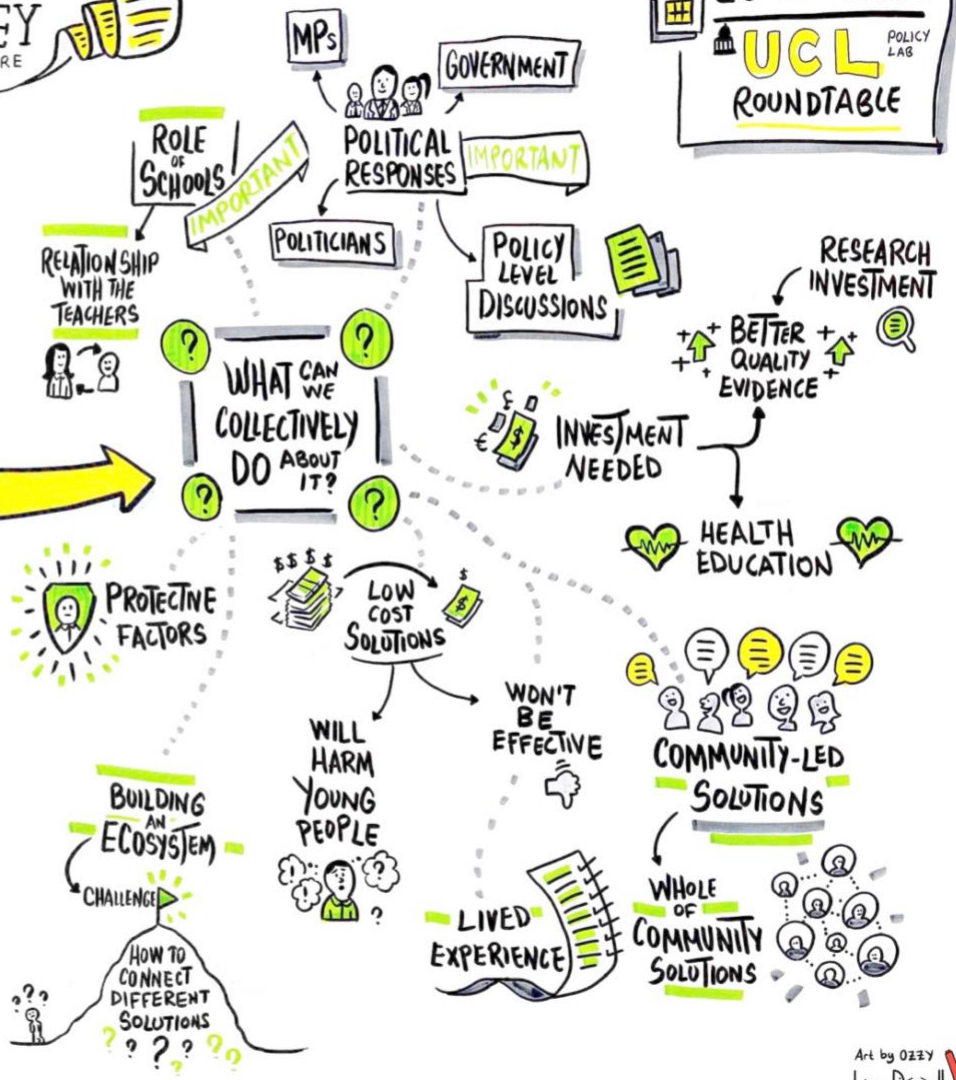 EY
RE
UCL
POLICY
LAB
ROUNDTABLE
MPs
GOVERNMENT
POLITICAL
RESPONSES
IMPORTANT
POLITICIANS
POLICY
LEVEL
DISCUSSIONS
ROLE
OF
SCHOOLS
IMPORTANT
RELATIONSHIP
WITH THE
TEACHERS
RESEARCH
INVESTMENT
BETTER
QUALITY
EVIDENCE
? ?
WHAT CAN
WE
COLLECTIVELY
DO ABOUT
IT?
? ?
£
€ $
INVESTMENT
NEEDED
HEALTH
EDUCATION
PROTECTIVE
FACTORS
$ $ $ $
$
$
LOW
COST
SOLUTIONS
WILL
HARM
YOUNG
PEOPLE
! ? ! ?
?
WON'T
BE
EFFECTIVE
COMMUNITY-LED
SOLUTIONS
BUILDING
AN
ECOSYSTEM
CHALLENGE
HOW TO
CONNECT
DIFFERENT
SOLUTIONS
? ? ?
? ? ? ? ? ? ?
LIVED
EXPERIENCE
WHOLE
OF
COMMUNITY
SOLUTIONS
Art by OZZY